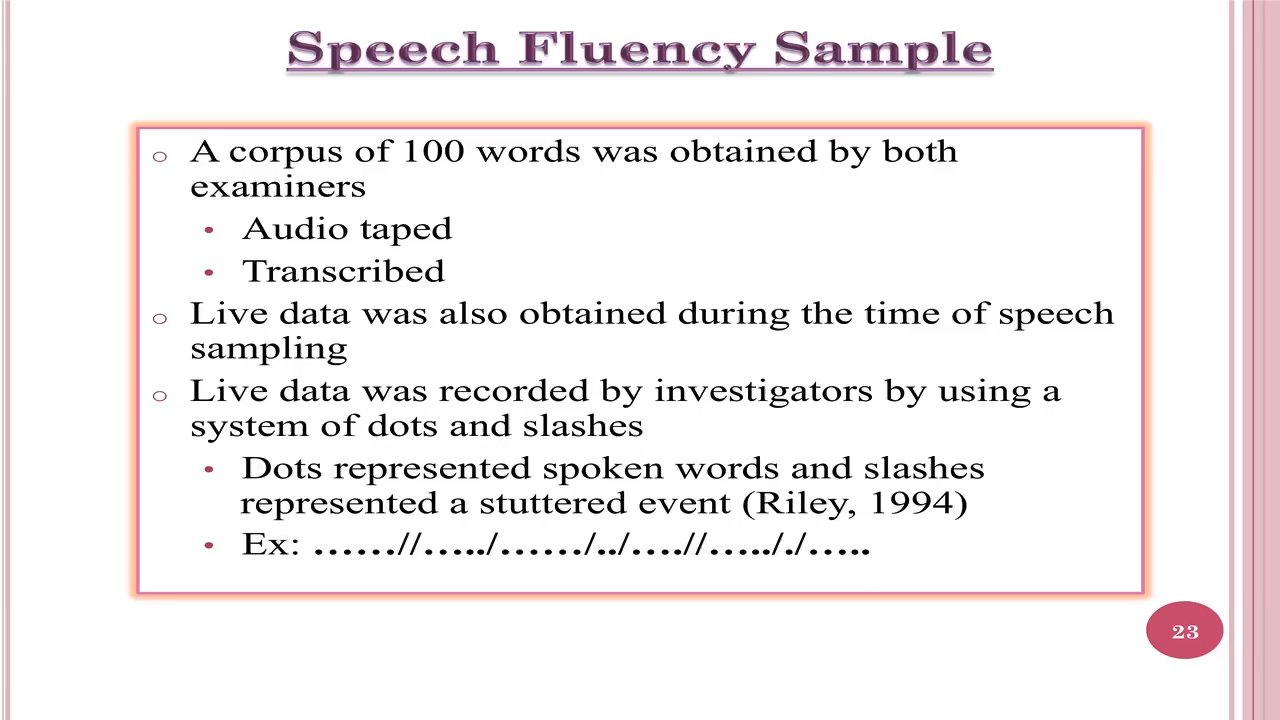 Speech Fluency Sample
o A corpus of 100 words was obtained by both
examiners
• Audio taped
• Transcribed
o Live data was also obtained during the time of speech
sampling
o Live data was recorded by investigators by using a
system of dots and slashes
• Dots represented spoken words and slashes
represented a stuttered event (Riley, 1994)
• Ex: ……//…../……/../….//….././…..
23